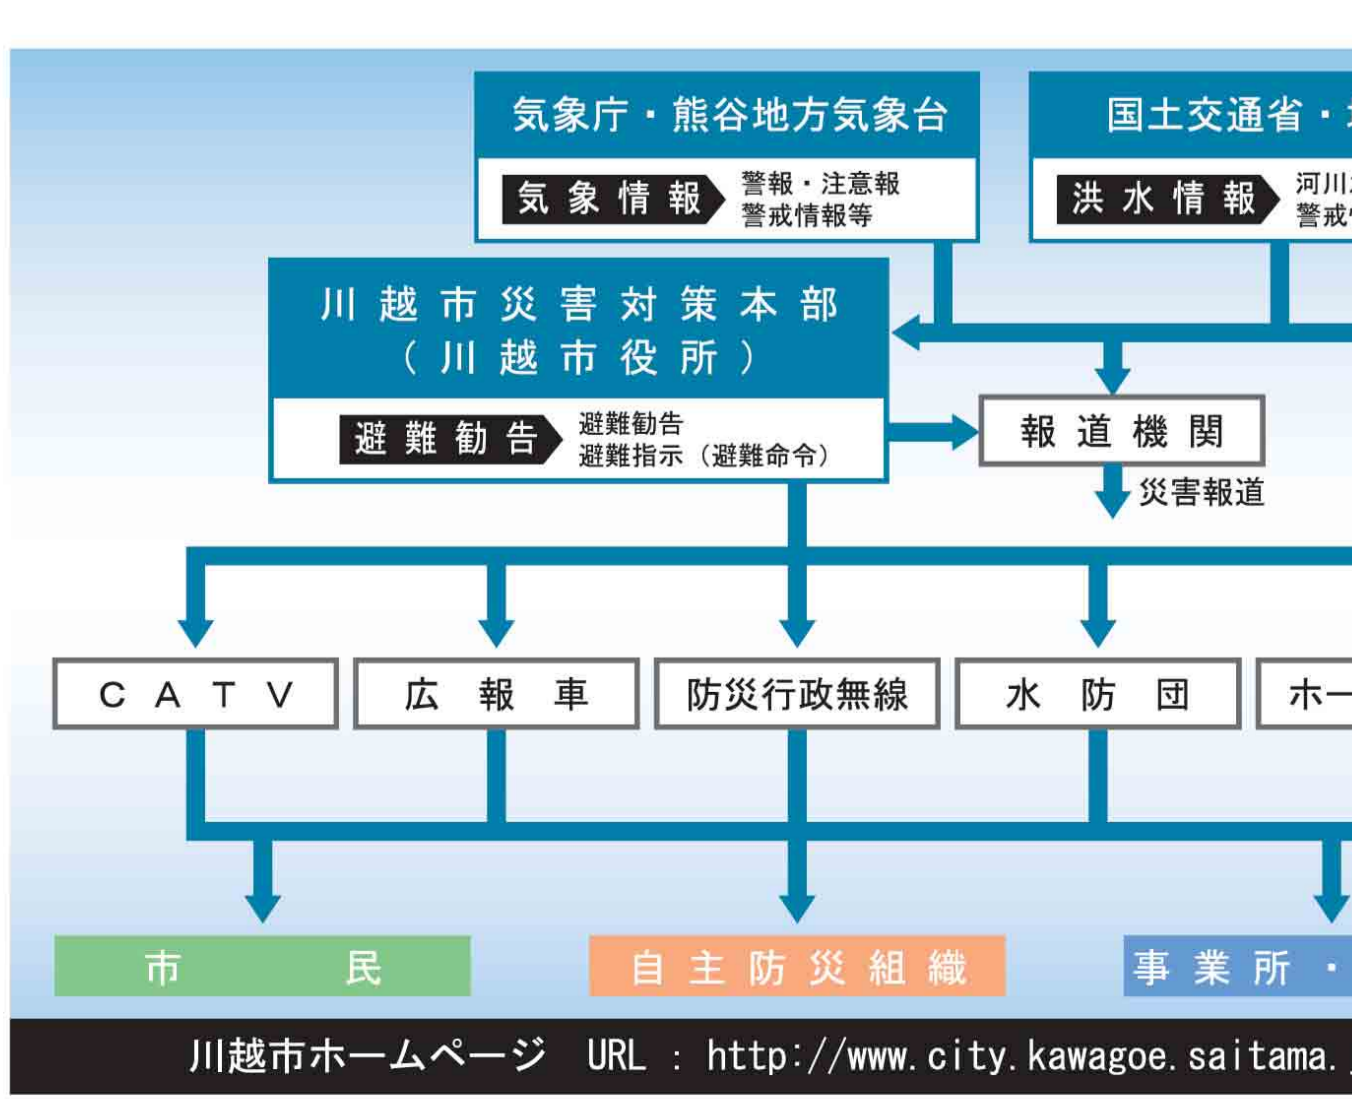 気象庁・熊谷地方気象台
気象情報
警報・注意報
警戒情報等
国土交通省・
洪水情報
河川
警戒
川越市災害対策本部
(川越市役所)
避難勧告
避難勧告
避難指示(避難命令)
報道機関
災害報道
CATV
広報車
防災行政無線
水防団
ホー
市民
自主防災組織
事業所・
川越市ホームページ URL : http://www.city.kawagoe.saitama.